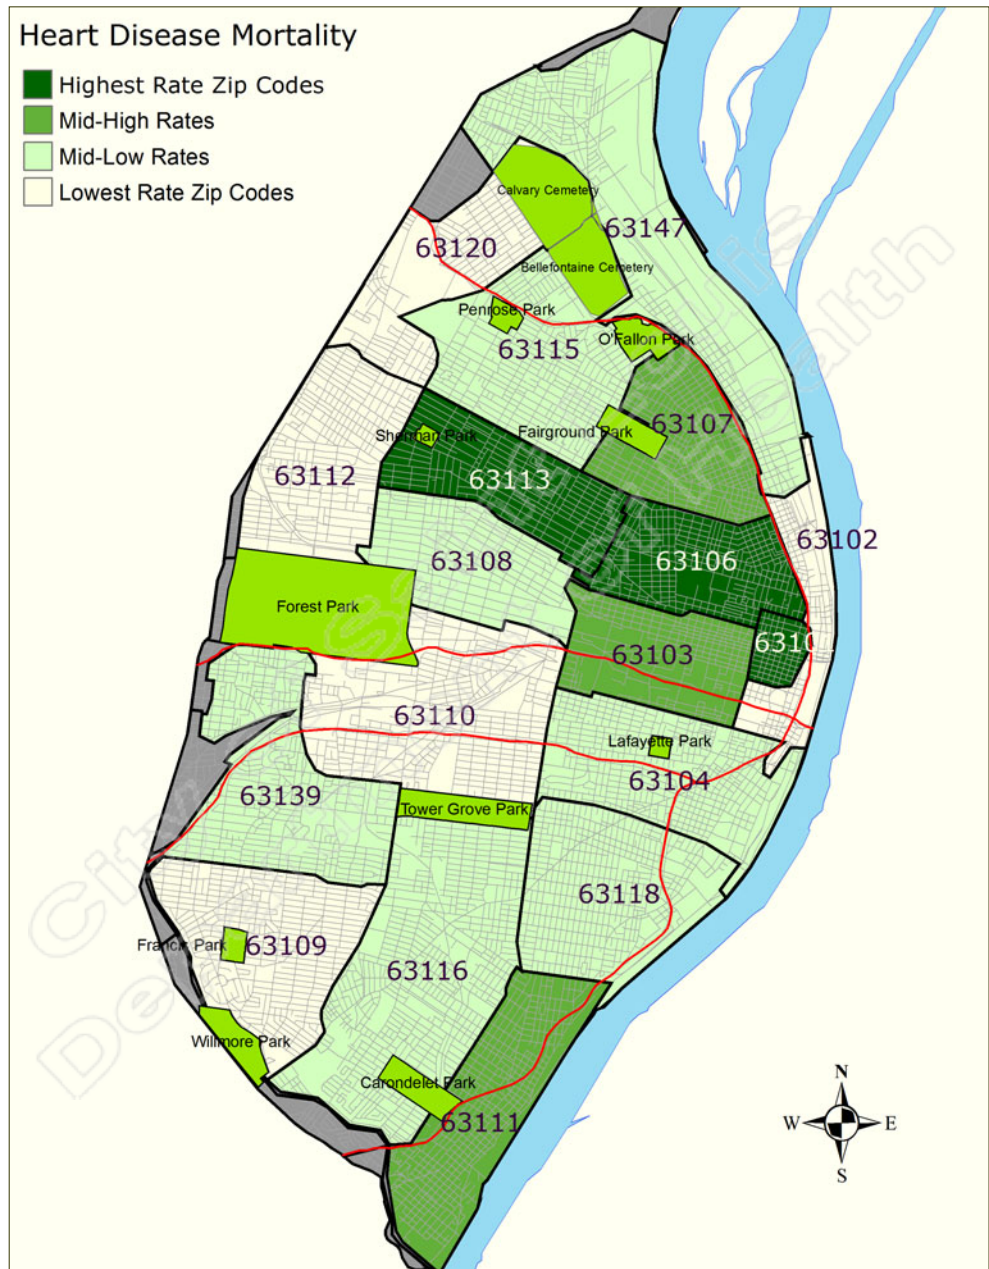 Heart Disease Mortality
Highest Rate Zip Codes
Mid-High Rates
Mid-Low Rates
Lowest Rate Zip Codes
Calvary Cemetery
63147
63120
Bellefontaine Cemetery
Penrose Park
O'Fallon Park
63115
63107
Fairground Park
Sherman Park
63112
63113
63102
63108
63106
Forest Park
63101
63103
63110
Lafayette Park
63104
63139
Tower Grove Park
63118
Francis Park
63109
63116
Willmore Park
Carondelet Park
63111
N
W
E
S
City
Health